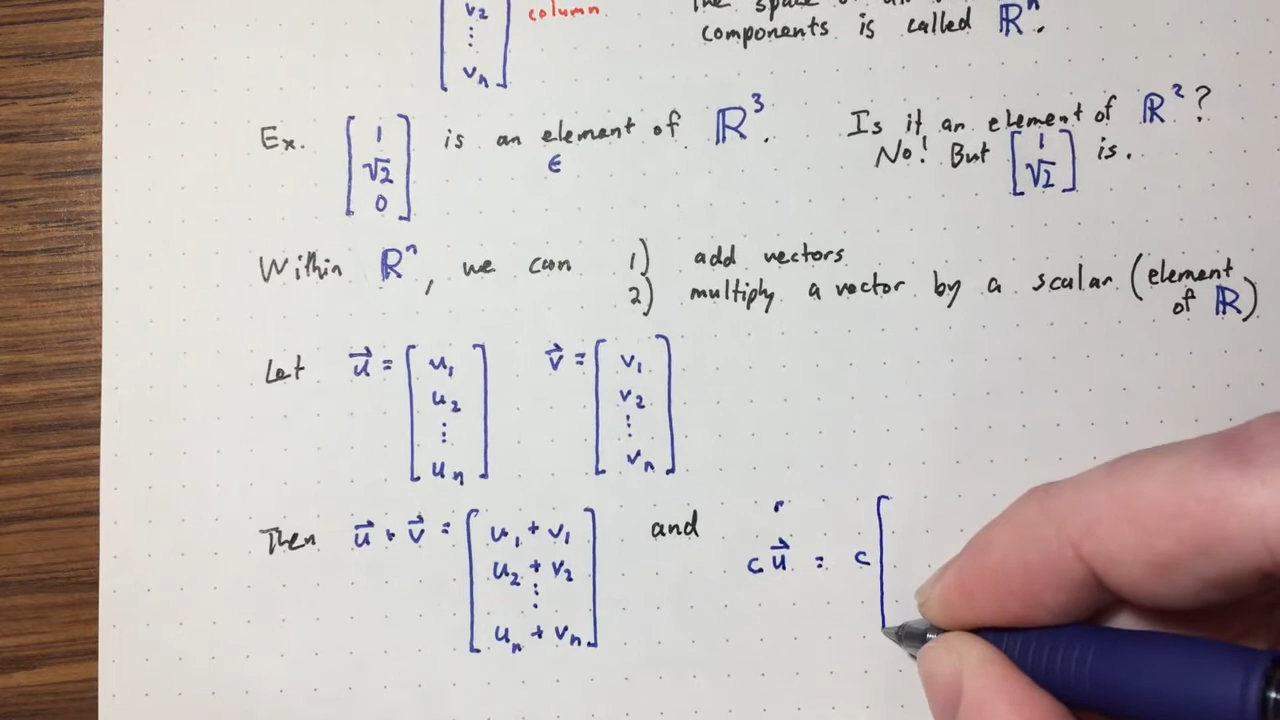 v2 column The space
⋮ components is called ℝⁿ.
vn
Ex. [1 √2 0] is an element of ℝ³. Is it an element of ℝ²?
∈ No! But [1 √2] is.
Within ℝⁿ, we can 1) add vectors
2) multiply a vector by a scalar (element of ℝ)
Let u⃗ = [u1 u2 ⋮ un] v⃗ = [v1 v2 ⋮ vn]
Then u⃗ + v⃗ = [u1 + v1 u2 + v2 ⋮ un + vn] and cu⃗ = c[